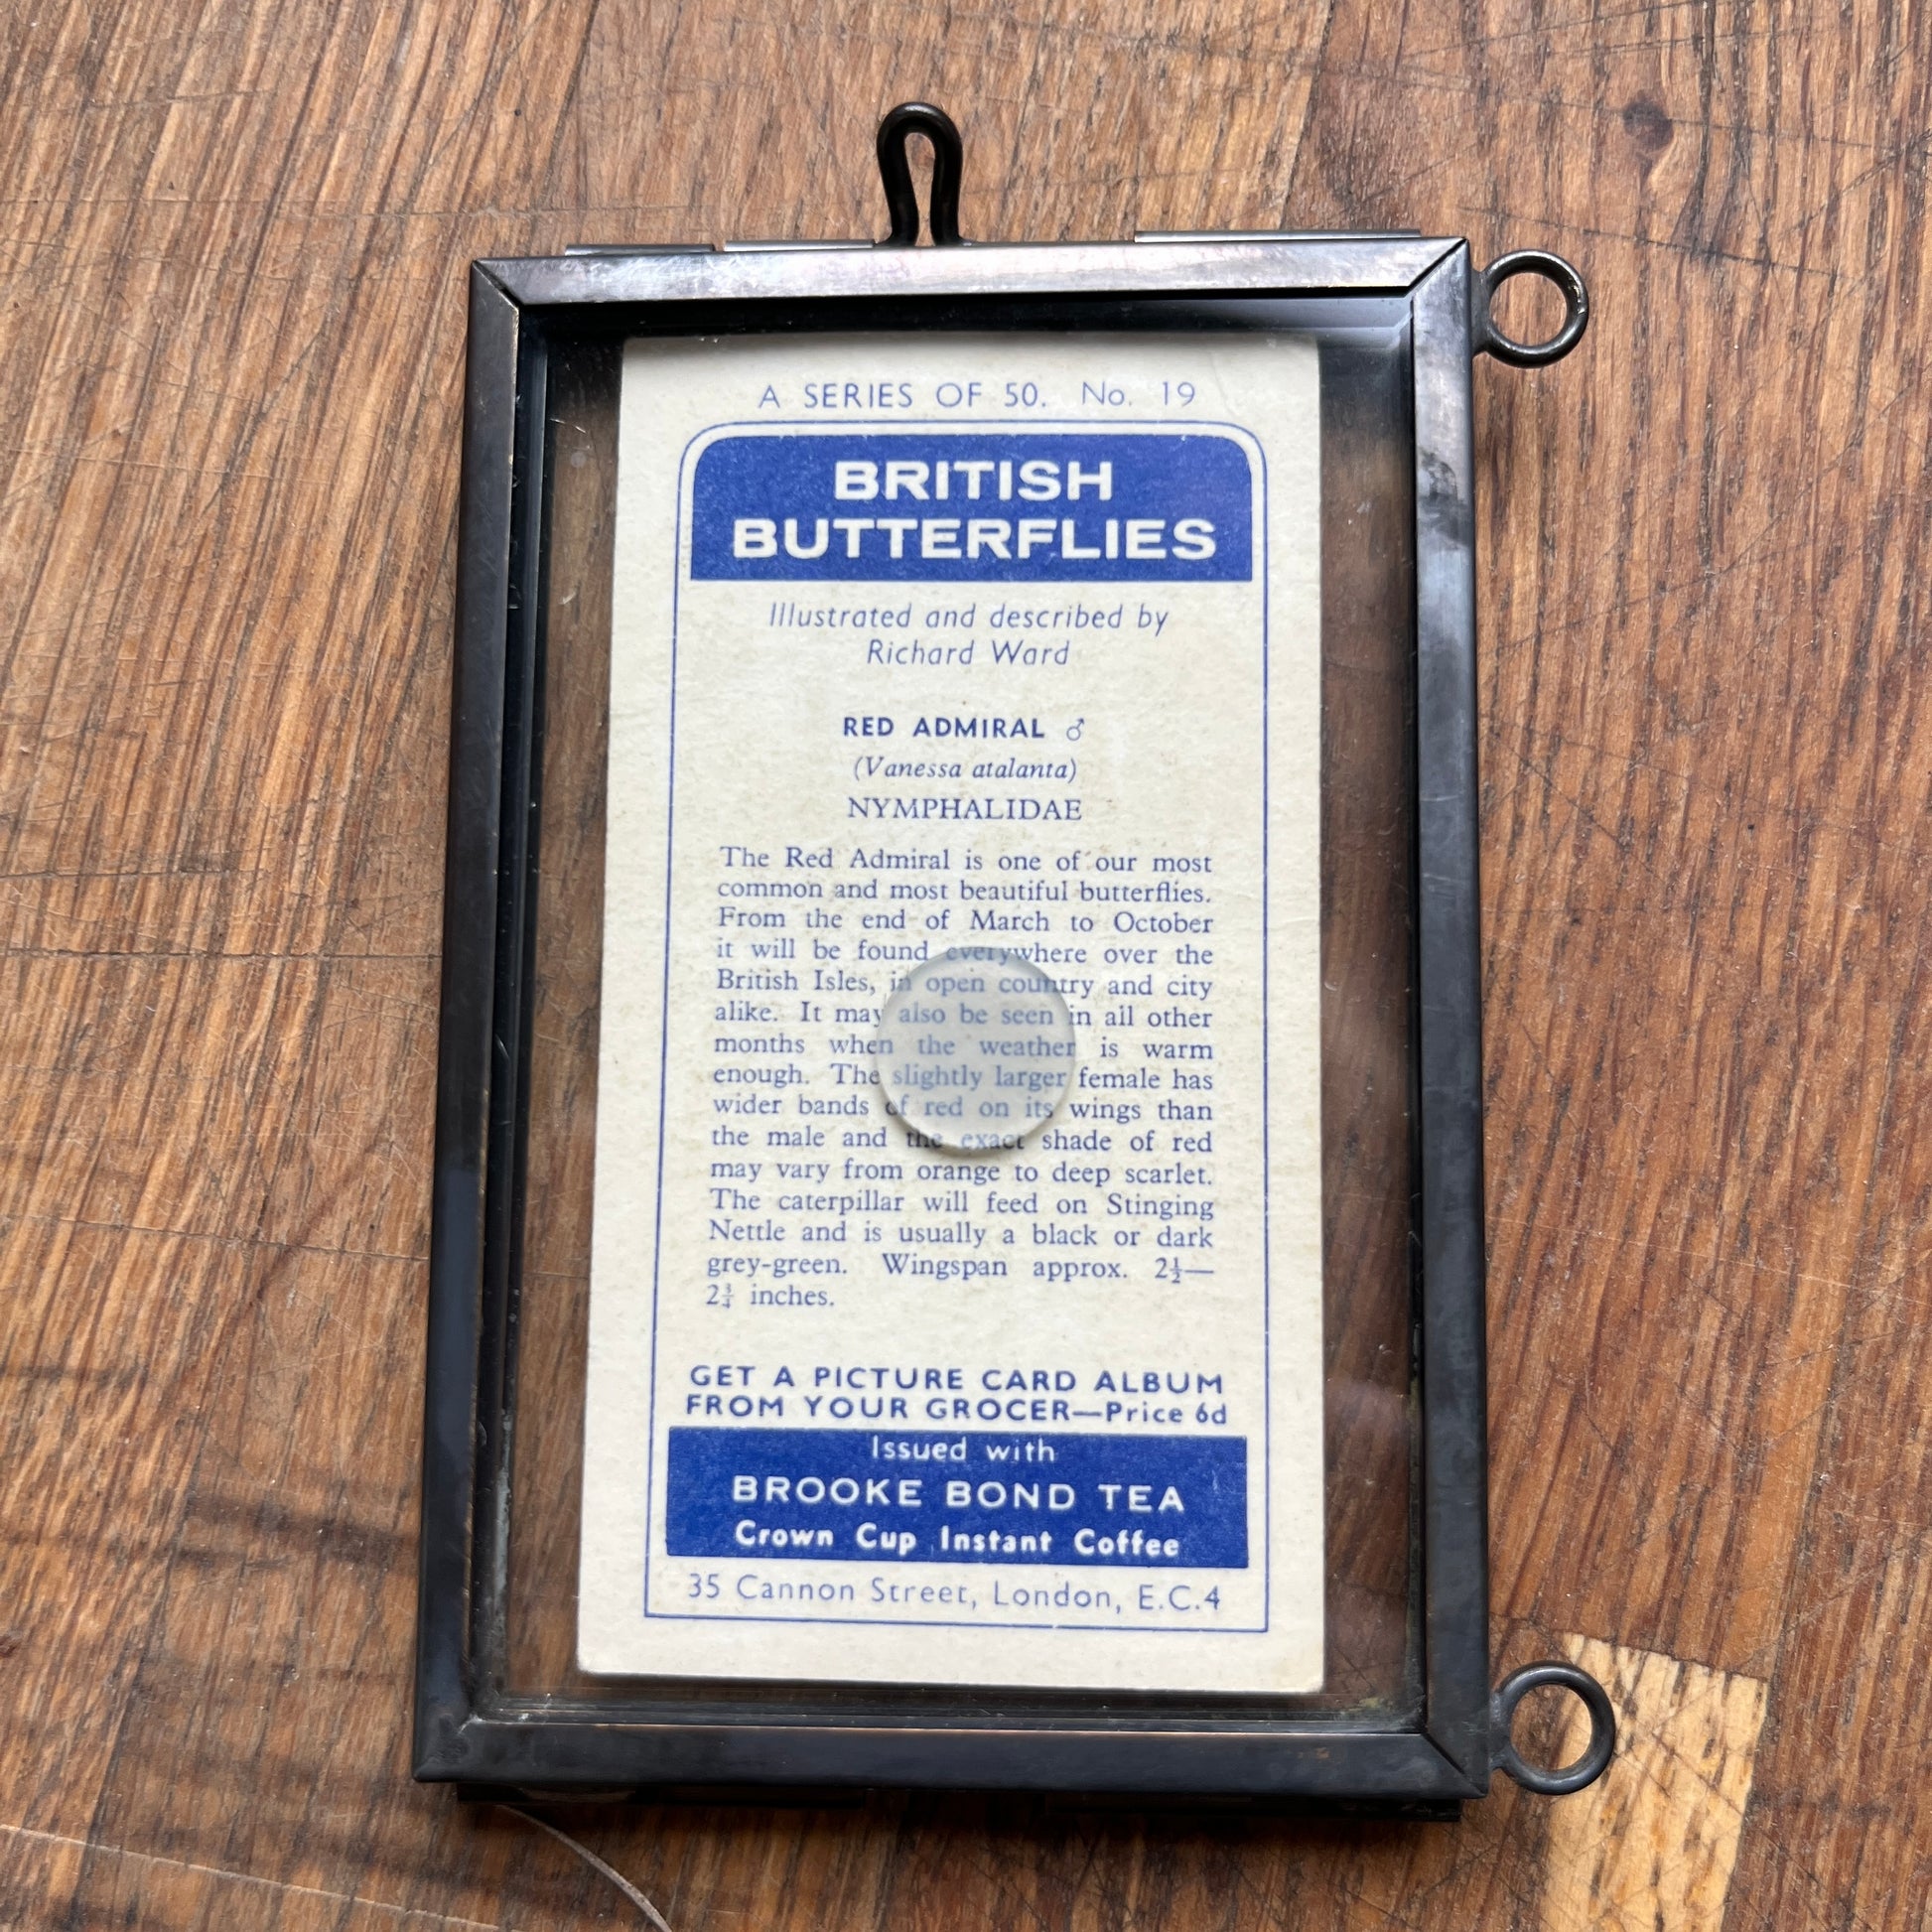 A SERIES OF 50. No. 19
BRITISH
BUTTERFLIES
Illustrated and described by
Richard Ward
RED ADMIRAL ♂
(Vanessa atalanta)
NYMPHALIDAE
The Red Admiral is one of our most
common and most beautiful butterflies.
From the end of March to October
it will be found everywhere over the
British Isles, in open country and city
alike. It may also be seen in all other
months when the weather is warm
enough. The slightly larger female has
wider bands of red on its wings than
the male and the exact shade of red
may vary from orange to deep scarlet.
The caterpillar will feed on Stinging
Nettle and is usually a black or dark
grey-green. Wingspan approx. 2½—
2¾ inches.
GET A PICTURE CARD ALBUM
FROM YOUR GROCER—Price 6d
Issued with
BROOKE BOND TEA
Crown Cup Instant Coffee
35 Cannon Street, London, E.C.4